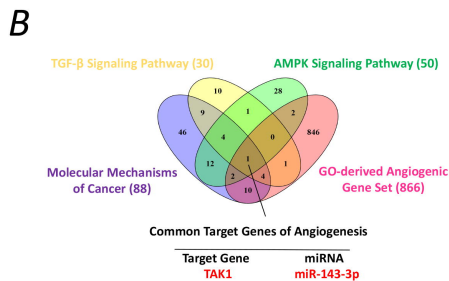 B
TGF-β Signaling Pathway (30) AMPK Signaling Pathway (50)
10 28
9 1 2
46 4 0 846
Molecular Mechanisms of Cancer (88)
12 1 1
GO-derived Angiogenic Gene Set (866)
2 4
10
Common Target Genes of Angiogenesis
Target Gene miRNA
TAK1 miR-143-3p